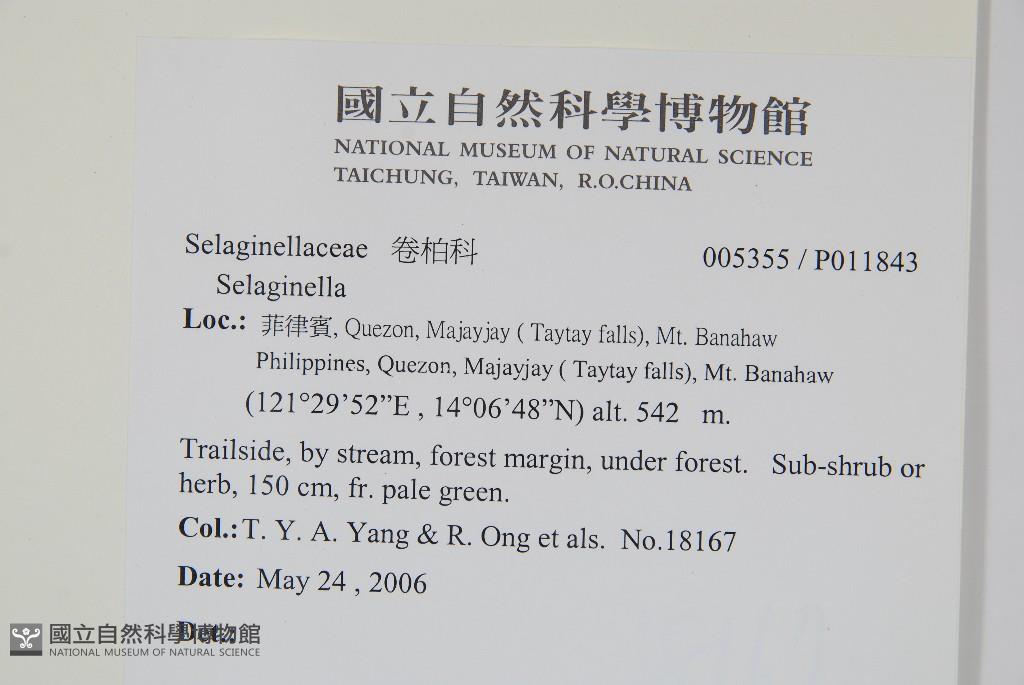 國立自然科學博物館
NATIONAL MUSEUM OF NATURAL SCIENCE
TAICHUNG, TAIWAN, R.O.CHINA
Selaginellaceae 卷柏科 005355 / P011843
Selaginella
Loc.: 菲律賓, Quezon, Majayjay ( Taytay falls), Mt. Banahaw
Philippines, Quezon, Majayjay ( Taytay falls), Mt. Banahaw
(121°29’52”E , 14°06’48”N) alt. 542 m.
Trailside, by stream, forest margin, under forest. Sub-shrub or
herb, 150 cm, fr. pale green.
Col.: T. Y. A. Yang & R. Ong et als. No.18167
Date: May 24 , 2006
Det.:
國立自然科學博物館
NATIONAL MUSEUM OF NATURAL SCIENCE